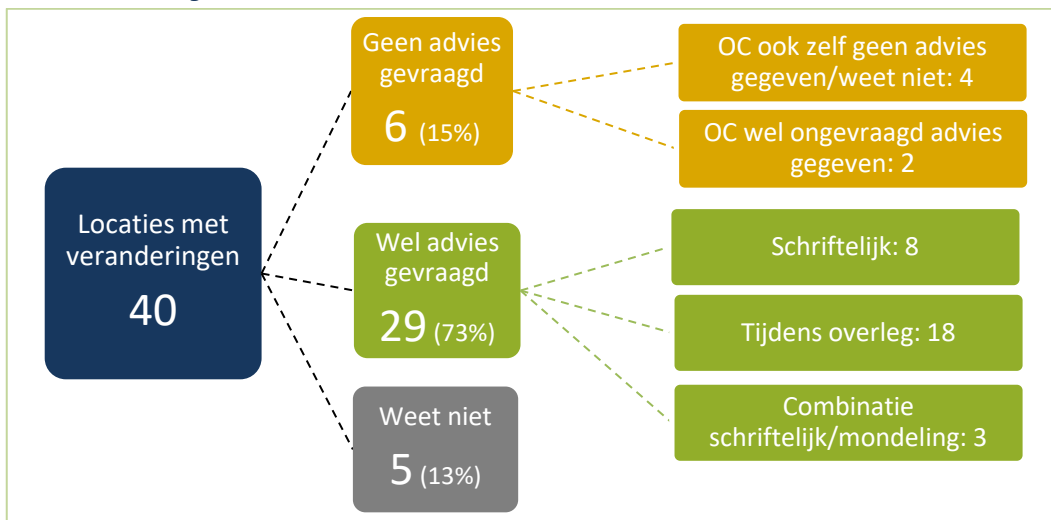 Locaties met
veranderingen
40
Geen advies
gevraagd
6 (15%)
OC ook zelf geen advies
gegeven/weet niet: 4
OC wel ongevraagd advies
gegeven: 2
Wel advies
gevraagd
29 (73%)
Schriftelijk: 8
Tijdens overleg: 18
Combinatie
schriftelijk/mondeling: 3
Weet niet
5 (13%)